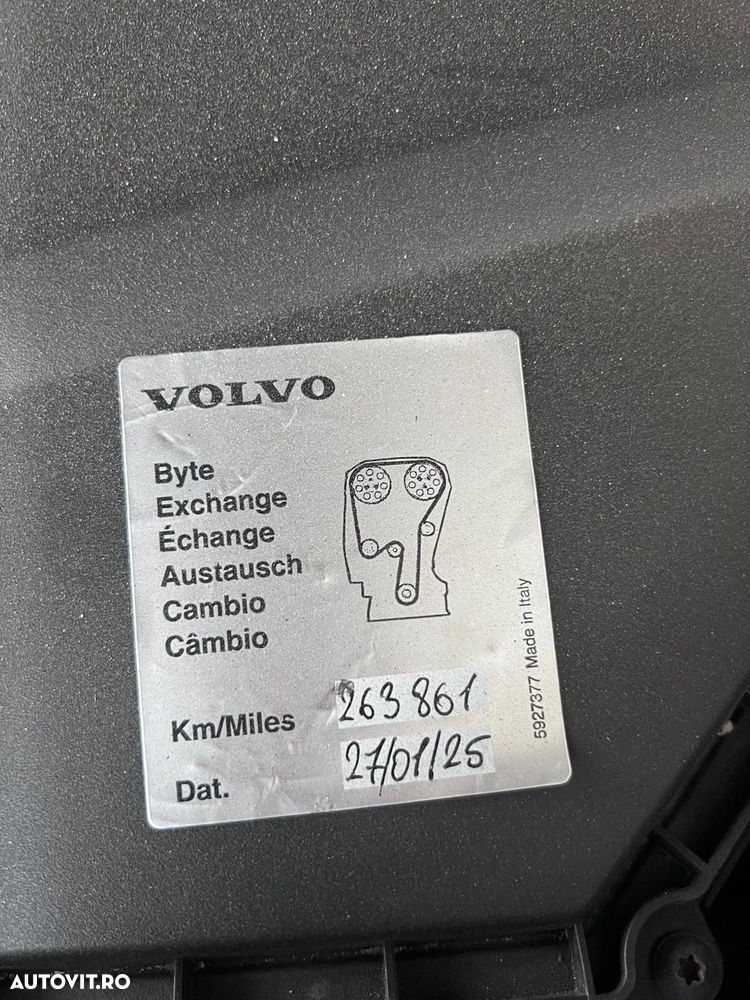 VOLVO
Byte
Exchange
Échange
Austausch
Cambio
Câmbio
Km/Miles 263 861
Dat. 27/01/25
5927377 Made in Italy
AUTOVIT.RO